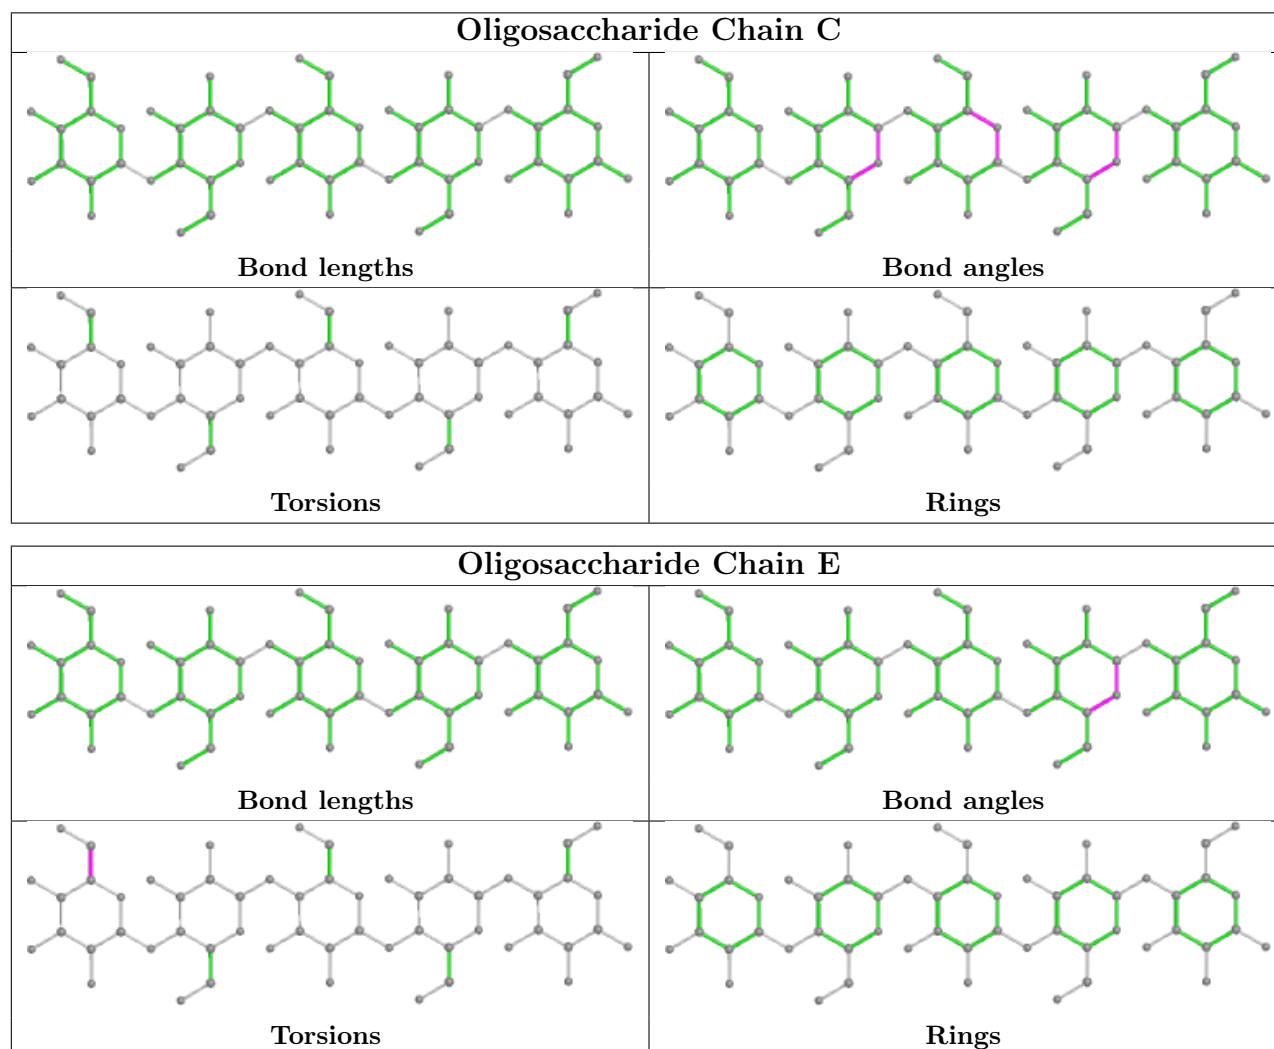 Oligosaccharide Chain C
Bond lengths
Bond angles
Torsions
Rings
Oligosaccharide Chain E
Bond lengths
Bond angles
Torsions
Rings